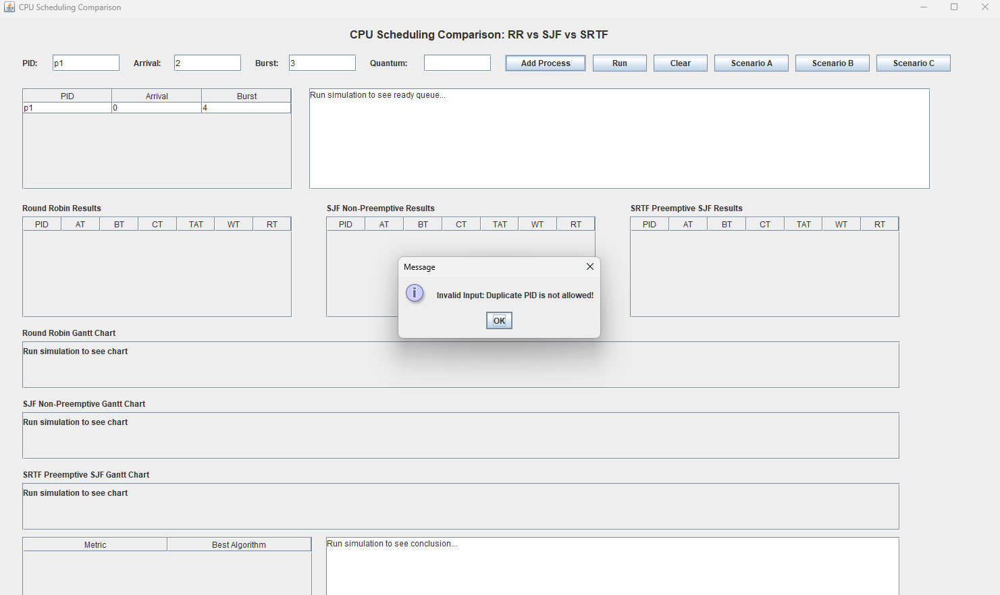 CPU Scheduling Comparison
CPU Scheduling Comparison: RR vs SJF vs SRTF
PID: p1 Arrival: 2 Burst: 3 Quantum: Add Process Run Clear Scenario A Scenario B Scenario C
PID Arrival Burst
p1 0 4
Run simulation to see ready queue...
Round Robin Results
PID AT BT CT TAT WT RT
SJF Non-Preemptive Results
PID AT BT CT TAT WT RT
SRTF Preemptive SJF Results
PID AT BT CT TAT WT RT
Message
Invalid Input: Duplicate PID is not allowed!
OK
Round Robin Gantt Chart
Run simulation to see chart
SJF Non-Preemptive Gantt Chart
Run simulation to see chart
SRTF Preemptive SJF Gantt Chart
Run simulation to see chart
Metric Best Algorithm
Run simulation to see conclusion...